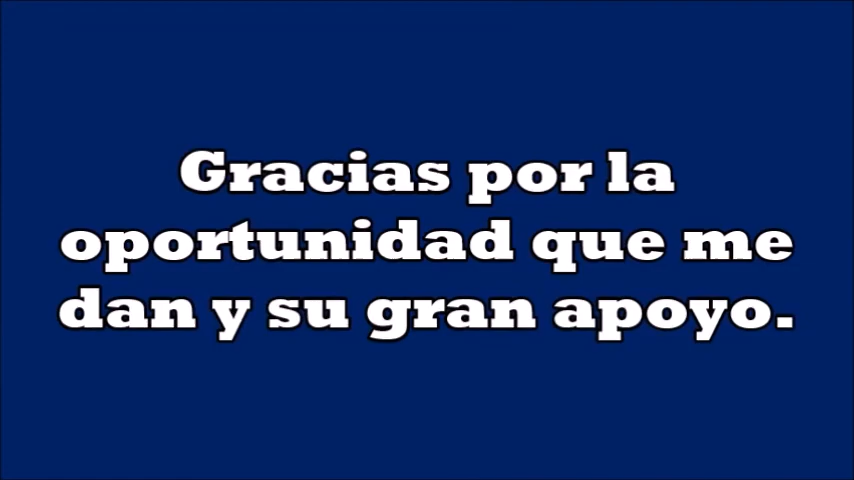 Gracias por la
oportunidad que me
dan y su gran apoyo.